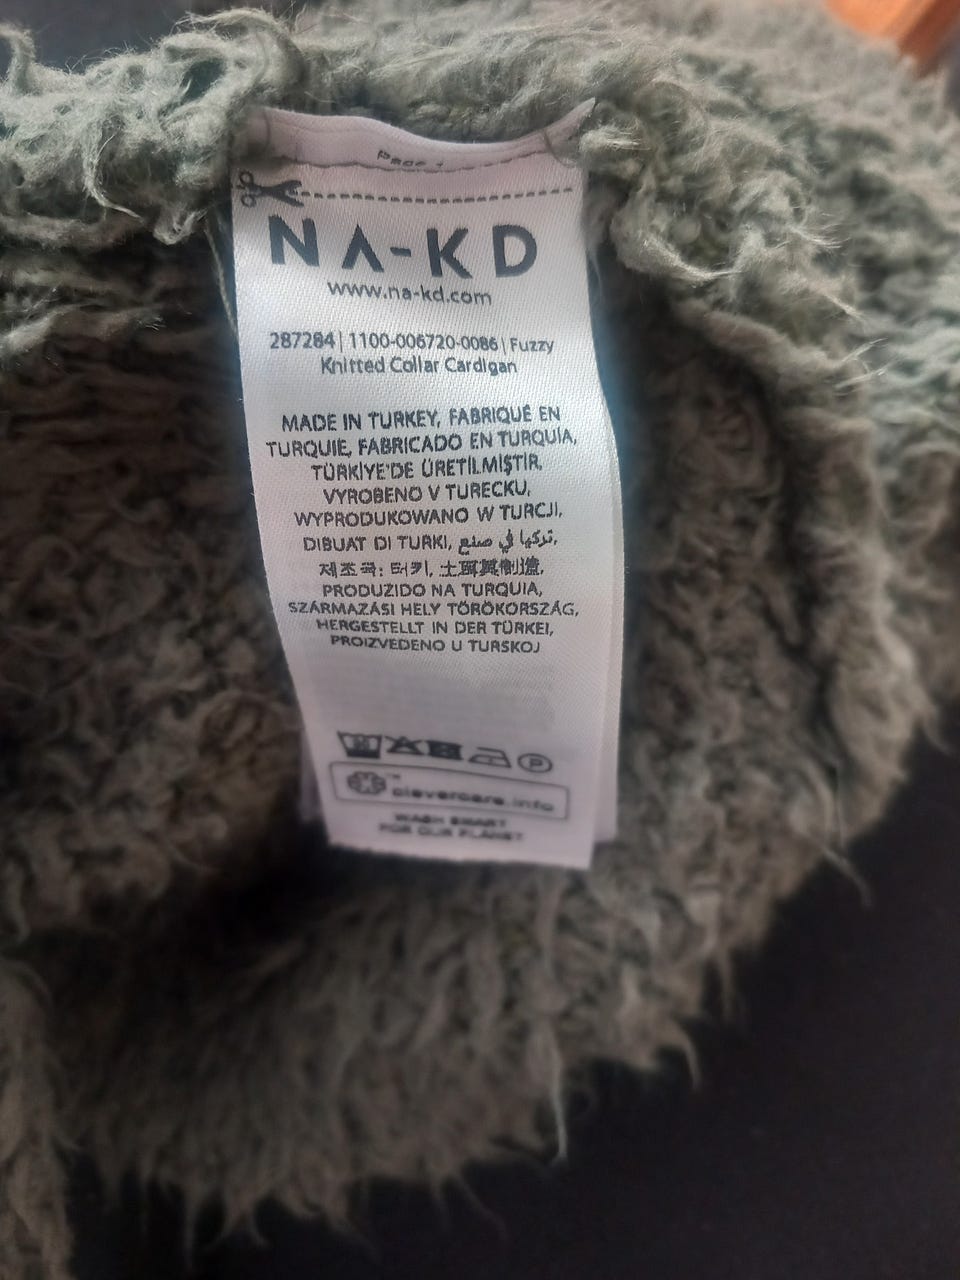 Page 1
NA-KD
www.na-kd.com
287284 | 1100-006720-0086 | Fuzzy
Knitted Collar Cardigan
MADE IN TURKEY, FABRIQUÉ EN
TURQUIE, FABRICADO EN TURQUÍA,
TÜRKİYE'DE ÜRETİLMİŞTİR,
VYROBENO V TURECKU,
WYPRODUKOWANO W TURCJI,
DIBUAT DI TURKI, تركيا في صنع,
제조국: 터키, 土耳其制造,
PRODUZIDO NA TURQUIA,
SZÁRMAZÁSI HELY TÖRÖKORSZÁG,
HERGESTELLT IN DER TÜRKEI,
PROIZVEDENO U TURSKOJ
P
clevercare.info
WASH SMART
FOR OUR PLANET